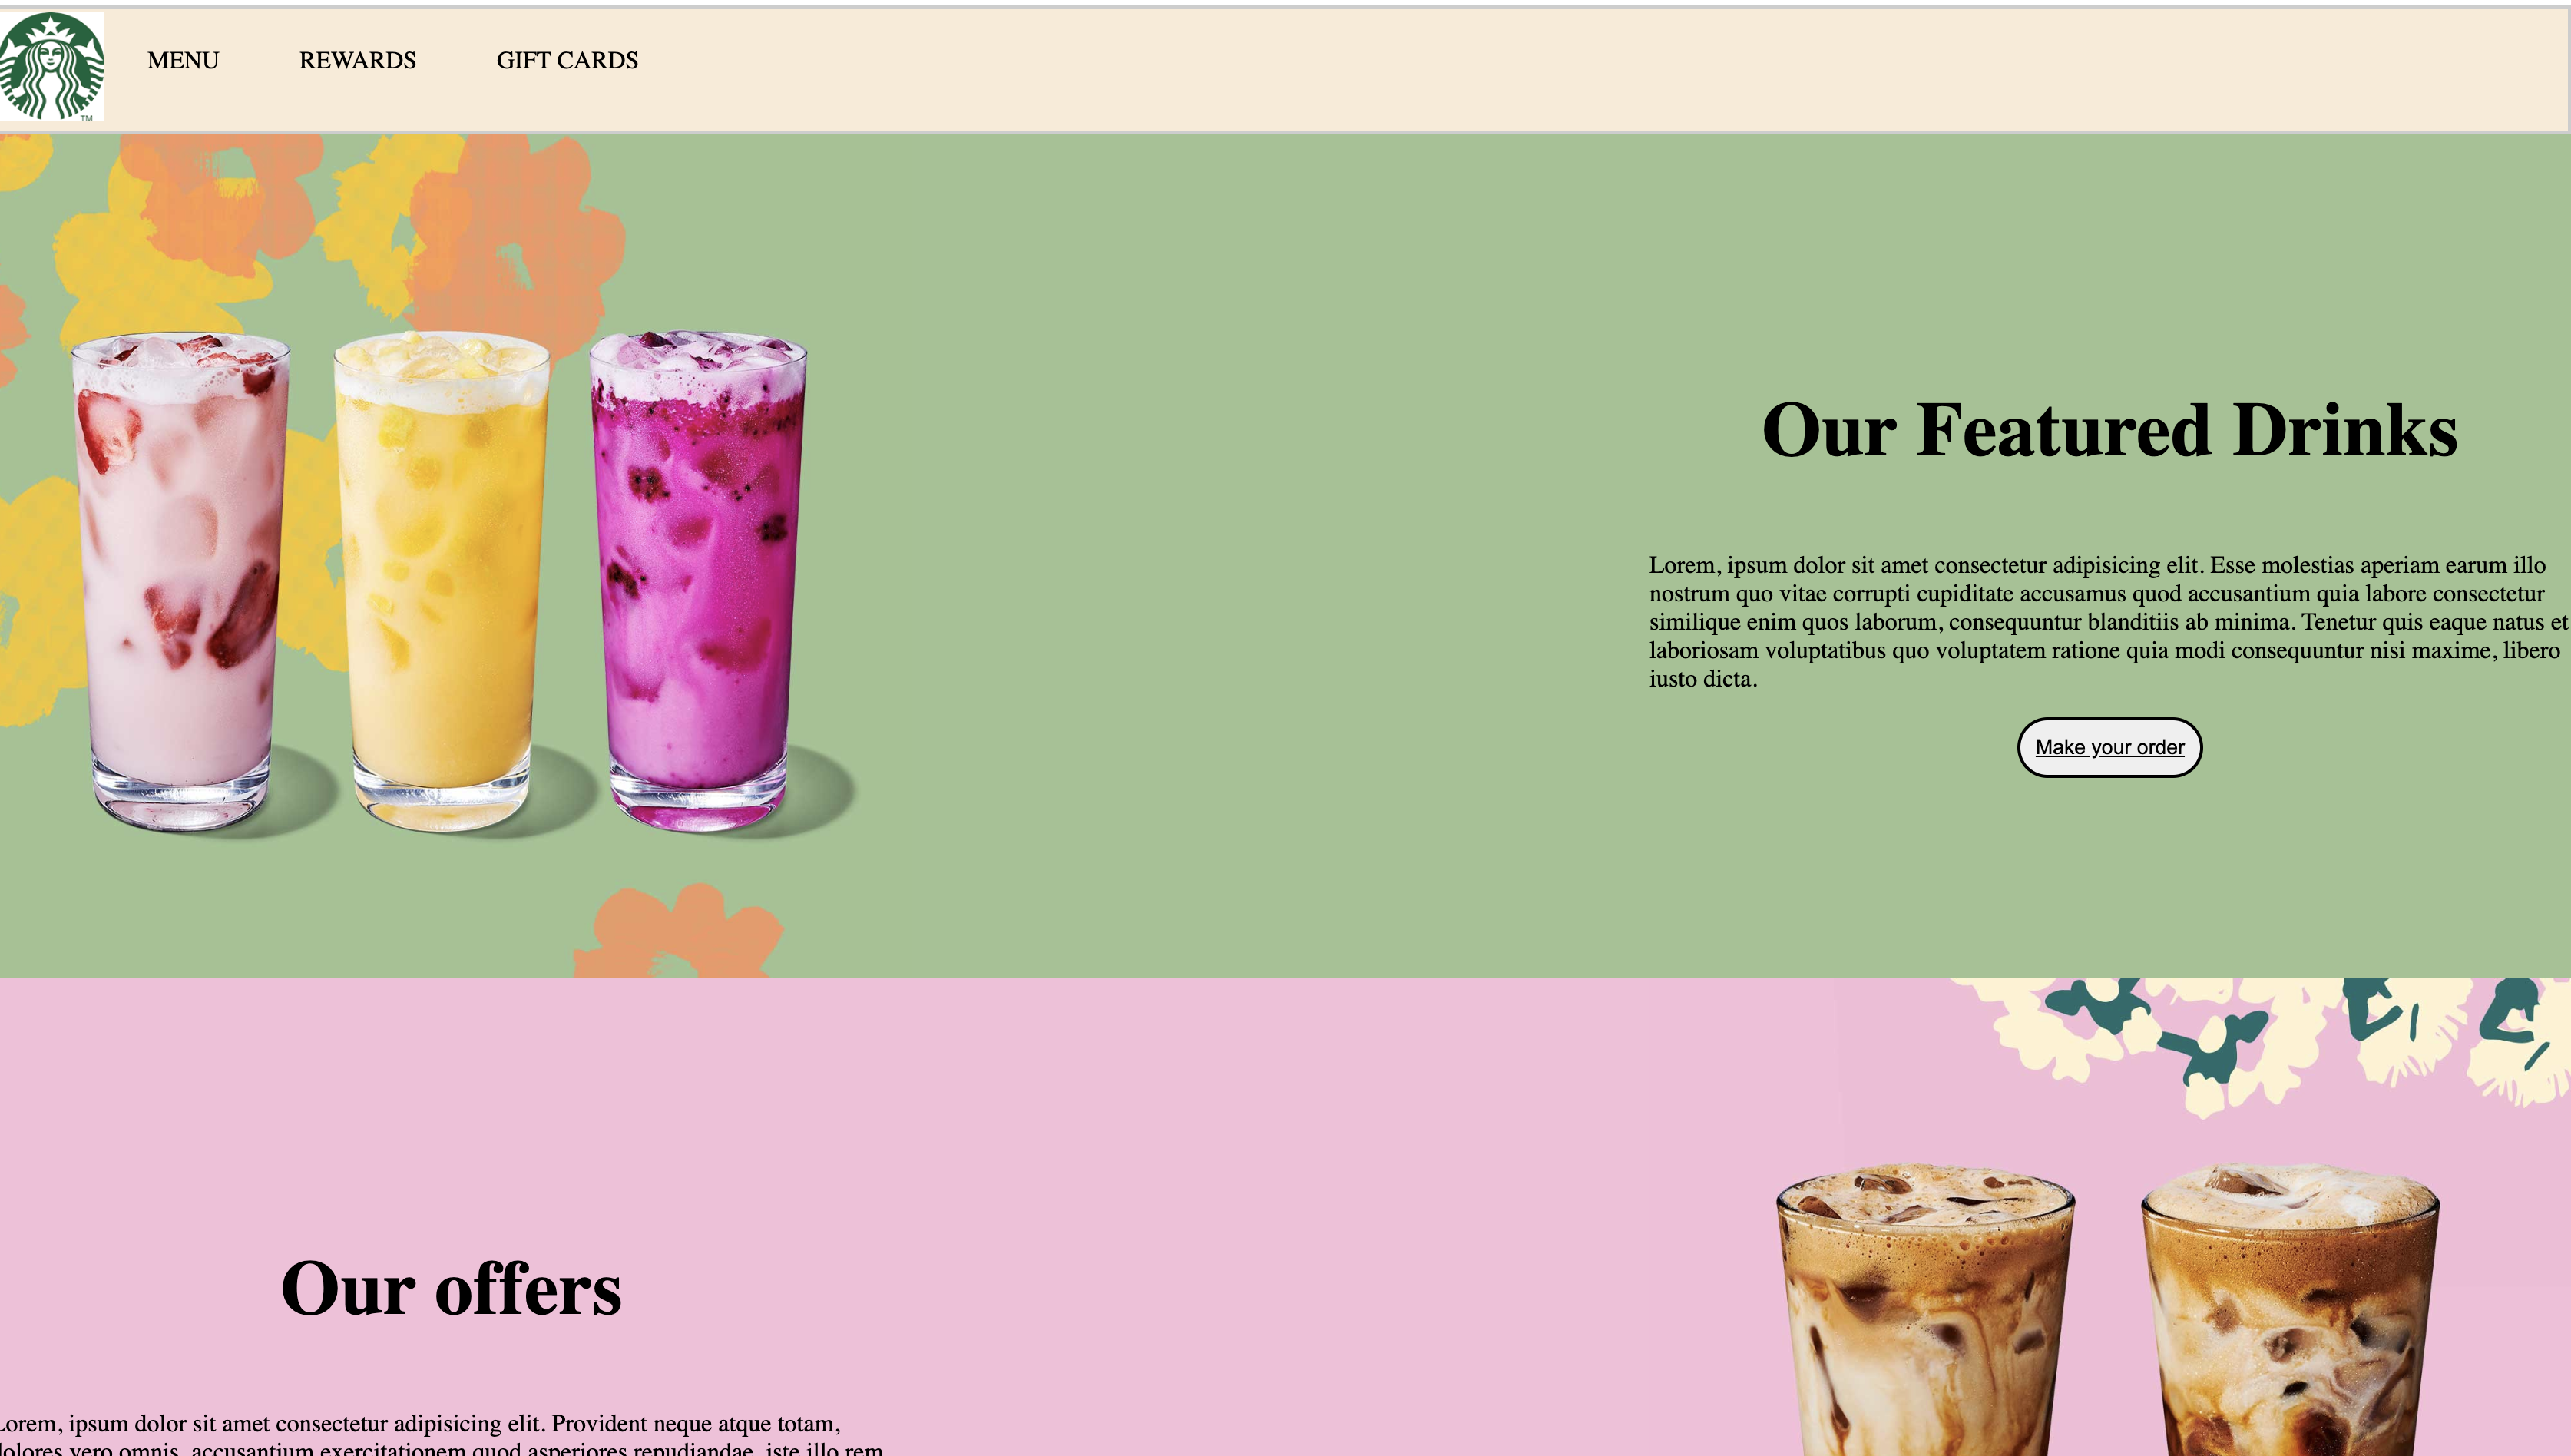 TM
MENU
REWARDS
GIFT CARDS
Our Featured Drinks
Lorem, ipsum dolor sit amet consectetur adipisicing elit. Esse molestias aperiam earum illo
nostrum quo vitae corrupti cupiditate accusamus quod accusantium quia labore consectetur
similique enim quos laborum, consequuntur blanditiis ab minima. Tenetur quis eaque natus et
laboriosam voluptatibus quo voluptatem ratione quia modi consequuntur nisi maxime, libero
iusto dicta.
Make your order
Our offers
Lorem, ipsum dolor sit amet consectetur adipisicing elit. Provident neque atque totam,
dolores vero omnis, accusantium exercitationem quod asperiores repudiandae, iste illo rem